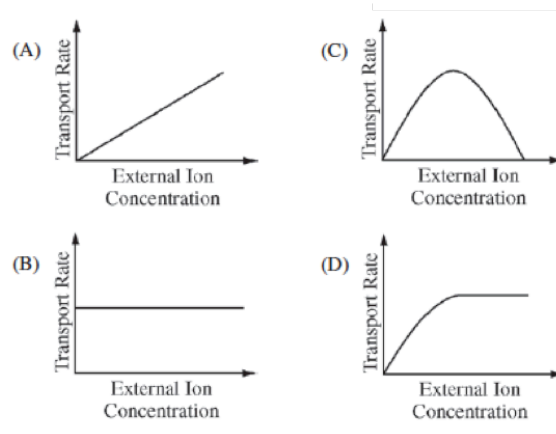 (A)
Transport Rate
External Ion
Concentration
(B)
Transport Rate
External Ion
Concentration
(C)
Transport Rate
External Ion
Concentration
(D)
Transport Rate
External Ion
Concentration